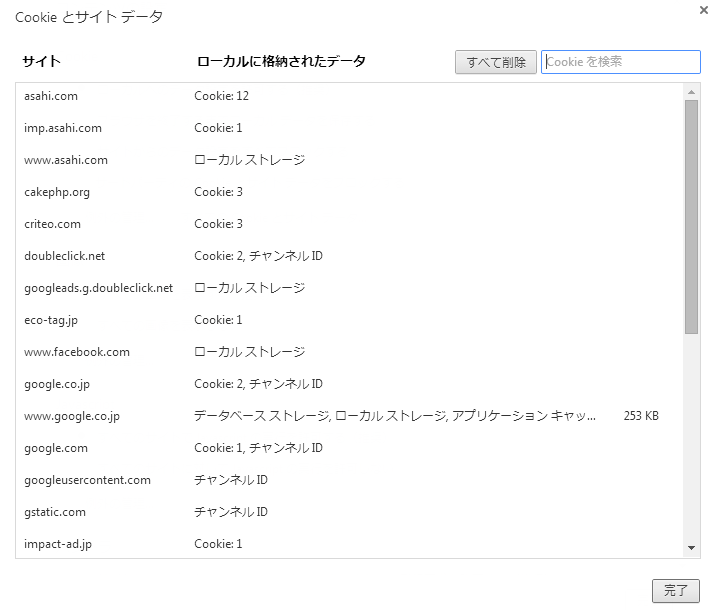 Cookie とサイト データ
サイト ローカルに格納されたデータ すべて削除 Cookie を検索
asahi.com Cookie: 12
imp.asahi.com Cookie: 1
www.asahi.com ローカル ストレージ
cakephp.org Cookie: 3
criteo.com Cookie: 3
doubleclick.net Cookie: 2, チャンネル ID
googleads.g.doubleclick.net ローカル ストレージ
eco-tag.jp Cookie: 1
www.facebook.com ローカル ストレージ
google.co.jp Cookie: 2, チャンネル ID
www.google.co.jp データベース ストレージ, ローカル ストレージ, アプリケーション キャッ... 253 KB
google.com Cookie: 1, チャンネル ID
googleusercontent.com チャンネル ID
gstatic.com チャンネル ID
impact-ad.jp Cookie: 1
完了